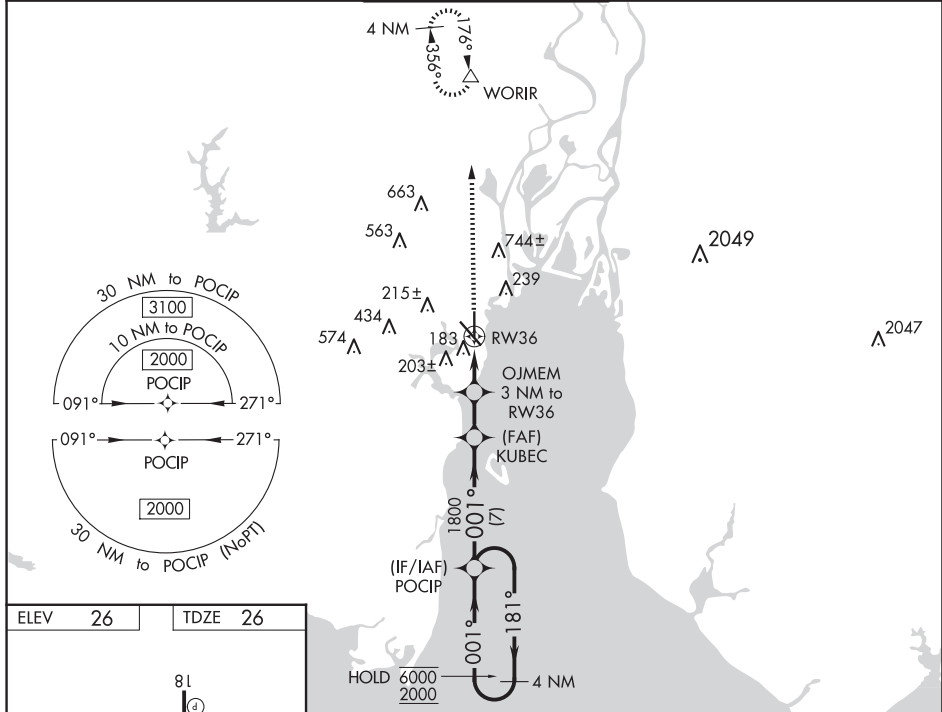 4 NM
176°
356°
WORIR
663
563
744±
2049
239
215±
434
2047
574
183
RW36
203±
OJMEM
3 NM to
RW36
(FAF)
KUBEC
30 NM to POCIP
3100
10 NM to POCIP
2000
POCIP
091°
271°
091°
271°
POCIP
2000
30 NM to POCIP (NoPT)
1800
001°
(7)
(IF/IAF)
POCIP
001°
181°
HOLD 6000
2000
4 NM
ELEV 26
TDZE 26
18
P